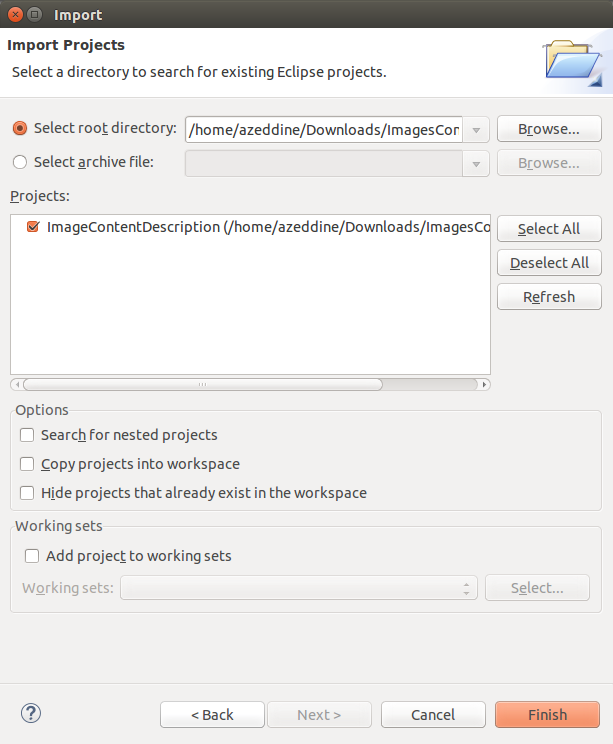 Import
Import Projects
Select a directory to search for existing Eclipse projects.
Select root directory: /home/azeddine/Downloads/ImagesCon Browse...
Select archive file: Browse...
Projects:
ImageContentDescription (/home/azeddine/Downloads/ImagesCo
Select All
Deselect All
Refresh
Options
Search for nested projects
Copy projects into workspace
Hide projects that already exist in the workspace
Working sets
Add project to working sets
Working sets: Select...
? < Back Next > Cancel Finish